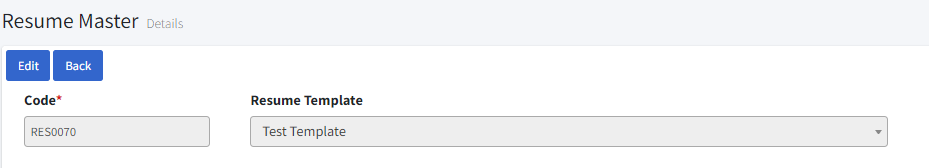 Resume Master Details
Edit Back
Code* Resume Template
RES0070 Test Template